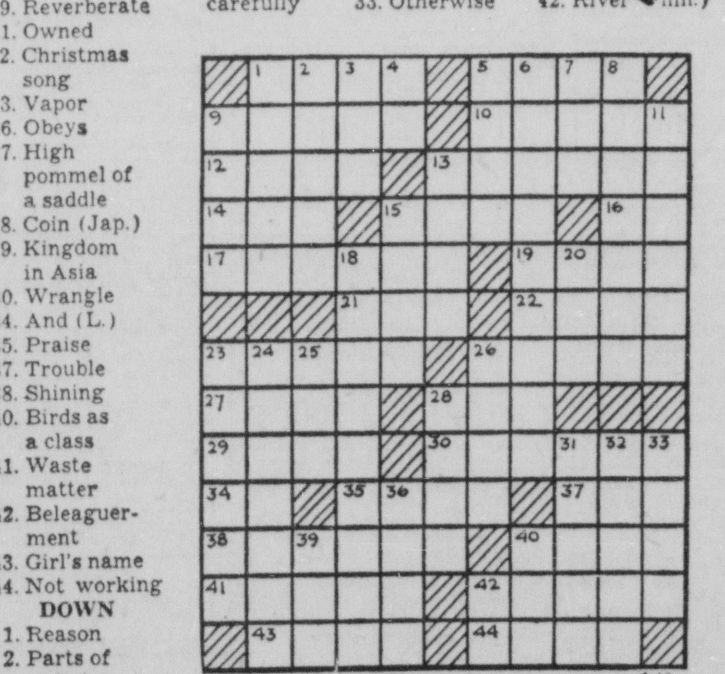 9. Reverberate
1. Owned
2. Christmas
song
3. Vapor
6. Obeys
7. High
pommel of
a saddle
8. Coin (Jap.)
9. Kingdom
in Asia
0. Wrangle
4. And (L.)
5. Praise
7. Trouble
8. Shining
0. Birds as
a class
1. Waste
matter
2. Beleaguer-
ment
3. Girl's name
4. Not working
DOWN
1. Reason
2. Parts of
carefully 33. Otherwise 42. River
1 2 3 4 5 6 7 8
9 10 11
12 13
14 15 16
17 18 19 20
21 22
23 24 25 26
27 28
29 30 31 32 33
34 35 36 37
38 39 40
41 42
43 44